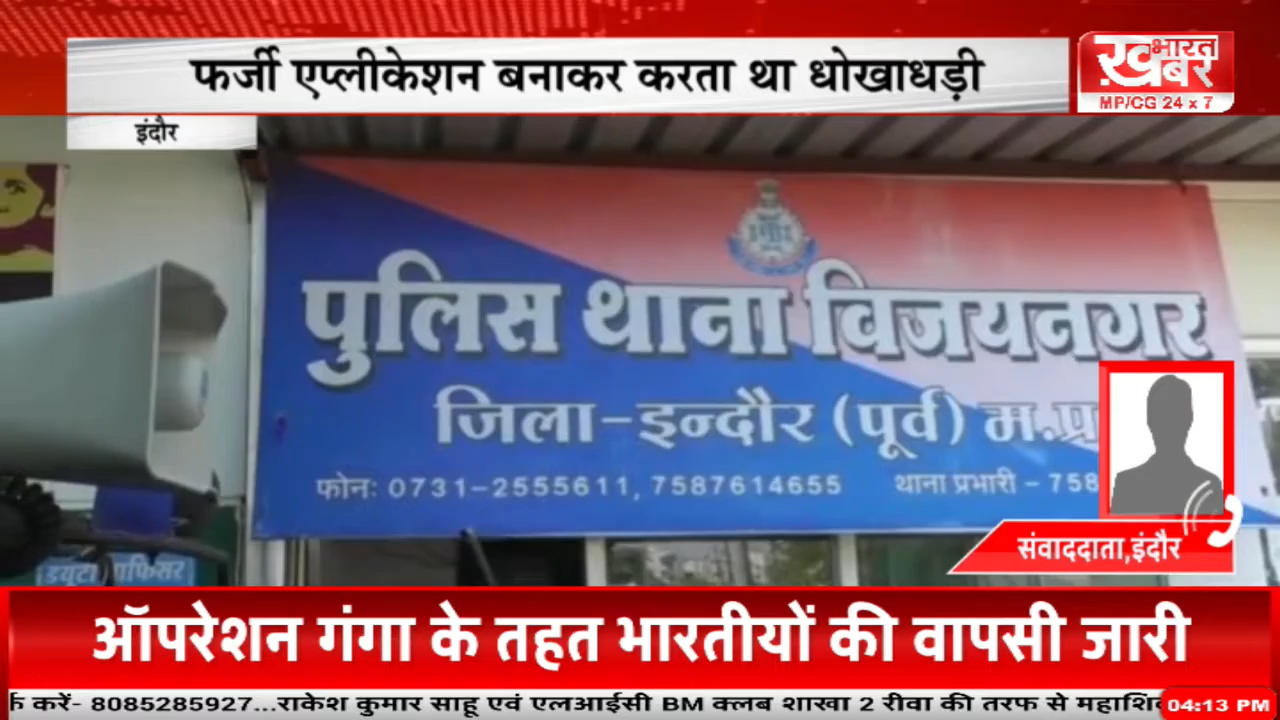 फर्जी एप्लीकेशन बनाकर करता था धोखाधड़ी
भारत
ख़बर
MP/CG 24 x 7
इंदौर
पुलिस थाना विजयनगर
जिला-इन्दौर (पूर्व) म.प्र
फोनः 0731-2555611, 7587614655 थाना प्रभारी - 758
संवाददाता,इंदौर
ऑपरेशन गंगा के तहत भारतीयों की वापसी जारी
करें- 8085285927...राकेश कुमार साहू एवं एलआईसी BM क्लब शाखा 2 रीवा की तरफ से
04:13 PM